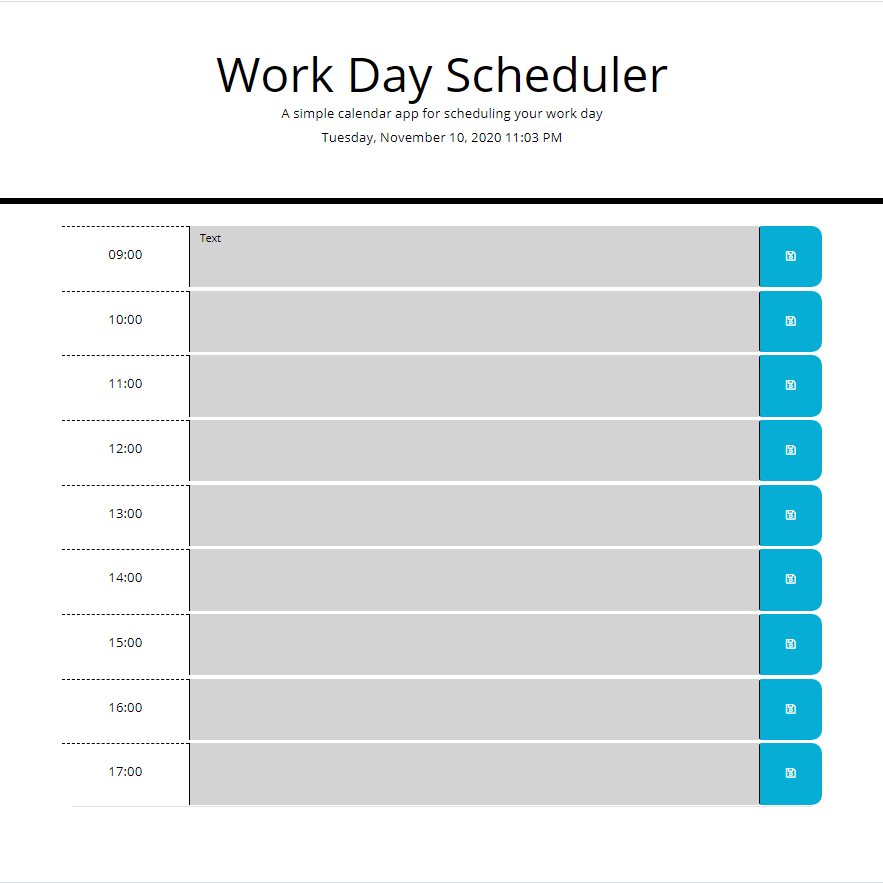 Work Day Scheduler
A simple calendar app for scheduling your work day
Tuesday, November 10, 2020 11:03 PM
09:00
Text
10:00
11:00
12:00
13:00
14:00
15:00
16:00
17:00